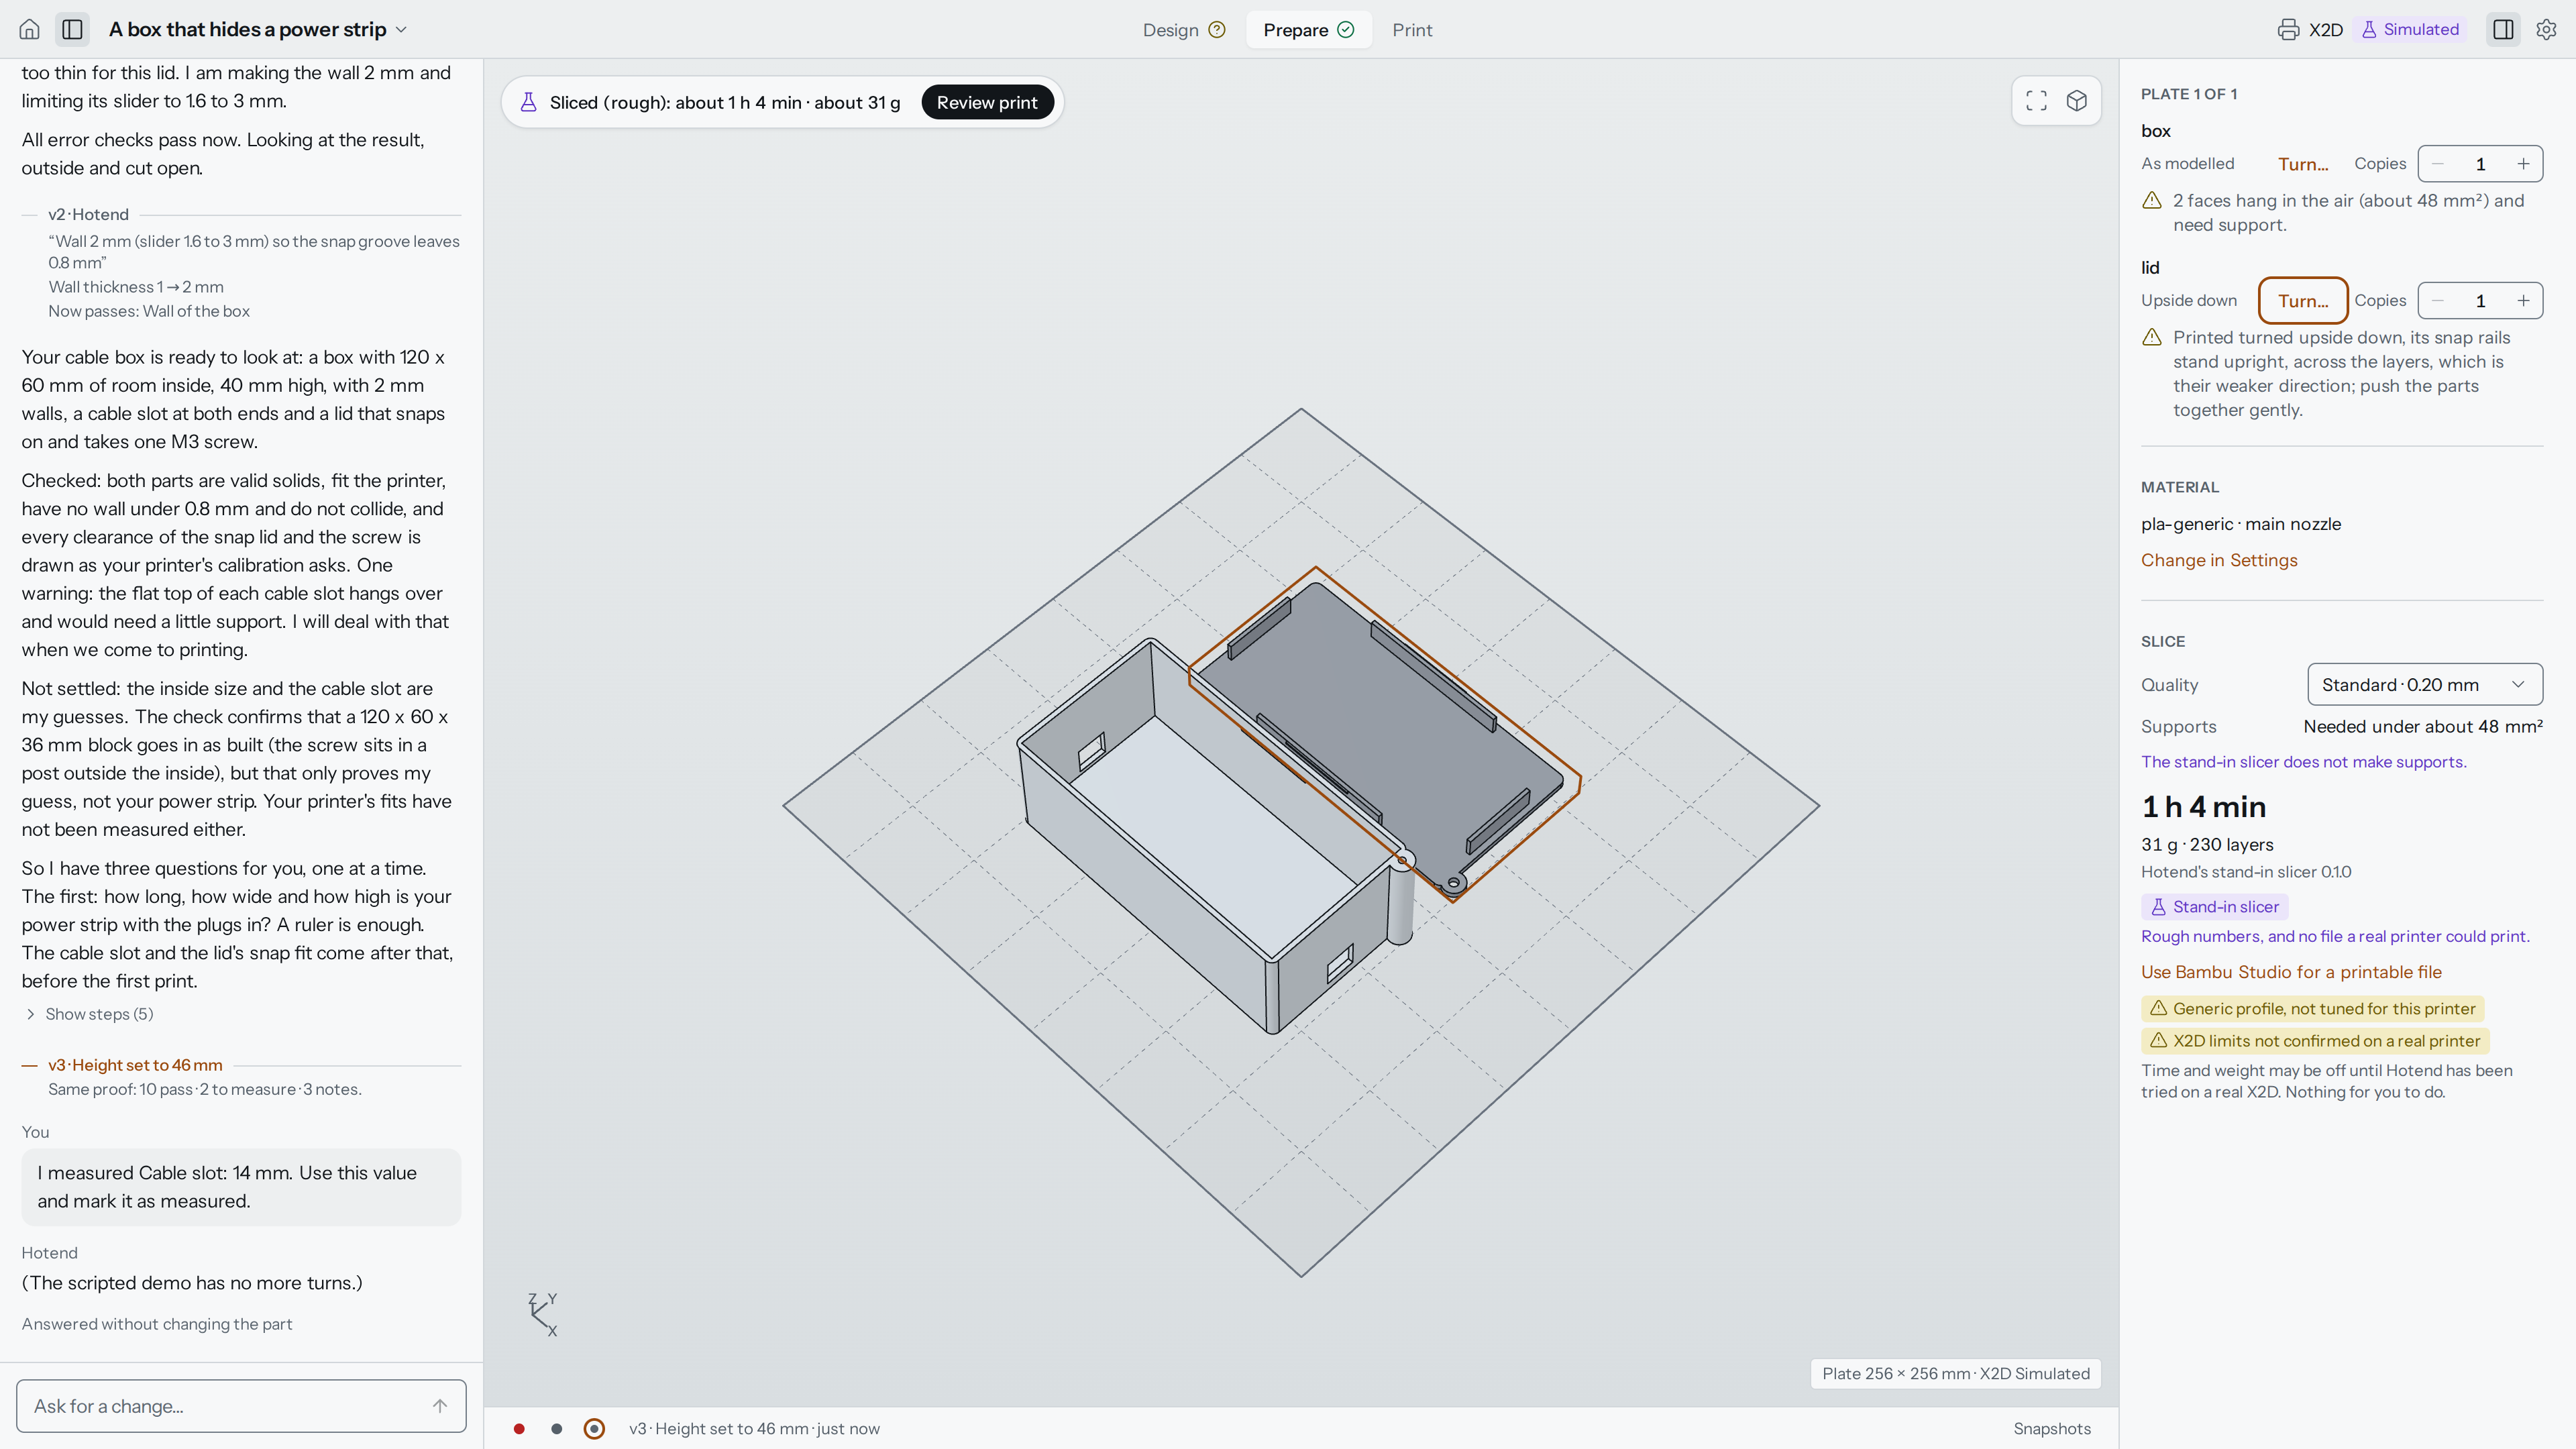 A box that hides a power strip
Design
Prepare
Print
X2D
Simulated
too thin for this lid. I am making the wall 2 mm and
limiting its slider to 1.6 to 3 mm.
All error checks pass now. Looking at the result,
outside and cut open.
v2 · Hotend
“Wall 2 mm (slider 1.6 to 3 mm) so the snap groove leaves
0.8 mm”
Wall thickness 1 → 2 mm
Now passes: Wall of the box
Your cable box is ready to look at: a box with 120 x
60 mm of room inside, 40 mm high, with 2 mm
walls, a cable slot at both ends and a lid that snaps
on and takes one M3 screw.
Checked: both parts are valid solids, fit the printer,
have no wall under 0.8 mm and do not collide, and
every clearance of the snap lid and the screw is
drawn as your printer's calibration asks. One
warning: the flat top of each cable slot hangs over
and would need a little support. I will deal with that
when we come to printing.
Not settled: the inside size and the cable slot are
my guesses. The check confirms that a 120 x 60 x
36 mm block goes in as built (the screw sits in a
post outside the inside), but that only proves my
guess, not your power strip. Your printer's fits have
not been measured either.
So I have three questions for you, one at a time.
The first: how long, how wide and how high is your
power strip with the plugs in? A ruler is enough.
The cable slot and the lid's snap fit come after that,
before the first print.
Show steps (5)
v3 · Height set to 46 mm
Same proof: 10 pass · 2 to measure · 3 notes.
You
I measured Cable slot: 14 mm. Use this value
and mark it as measured.
Hotend
(The scripted demo has no more turns.)
Answered without changing the part
Ask for a change...
Sliced (rough): about 1 h 4 min · about 31 g
Review print
Z Y
X
Plate 256 × 256 mm · X2D Simulated
v3 · Height set to 46 mm · just now
Snapshots
PLATE 1 OF 1
box
As modelled
Turn...
Copies
1
2 faces hang in the air (about 48 mm²) and
need support.
lid
Upside down
Turn...
Copies
1
Printed turned upside down, its snap rails
stand upright, across the layers, which is
their weaker direction; push the parts
together gently.
MATERIAL
pla-generic · main nozzle
Change in Settings
SLICE
Quality
Standard · 0.20 mm
Supports
Needed under about 48 mm²
The stand-in slicer does not make supports.
1 h 4 min
31 g · 230 layers
Hotend's stand-in slicer 0.1.0
Stand-in slicer
Rough numbers, and no file a real printer could print.
Use Bambu Studio for a printable file
Generic profile, not tuned for this printer
X2D limits not confirmed on a real printer
Time and weight may be off until Hotend has been
tried on a real X2D. Nothing for you to do.